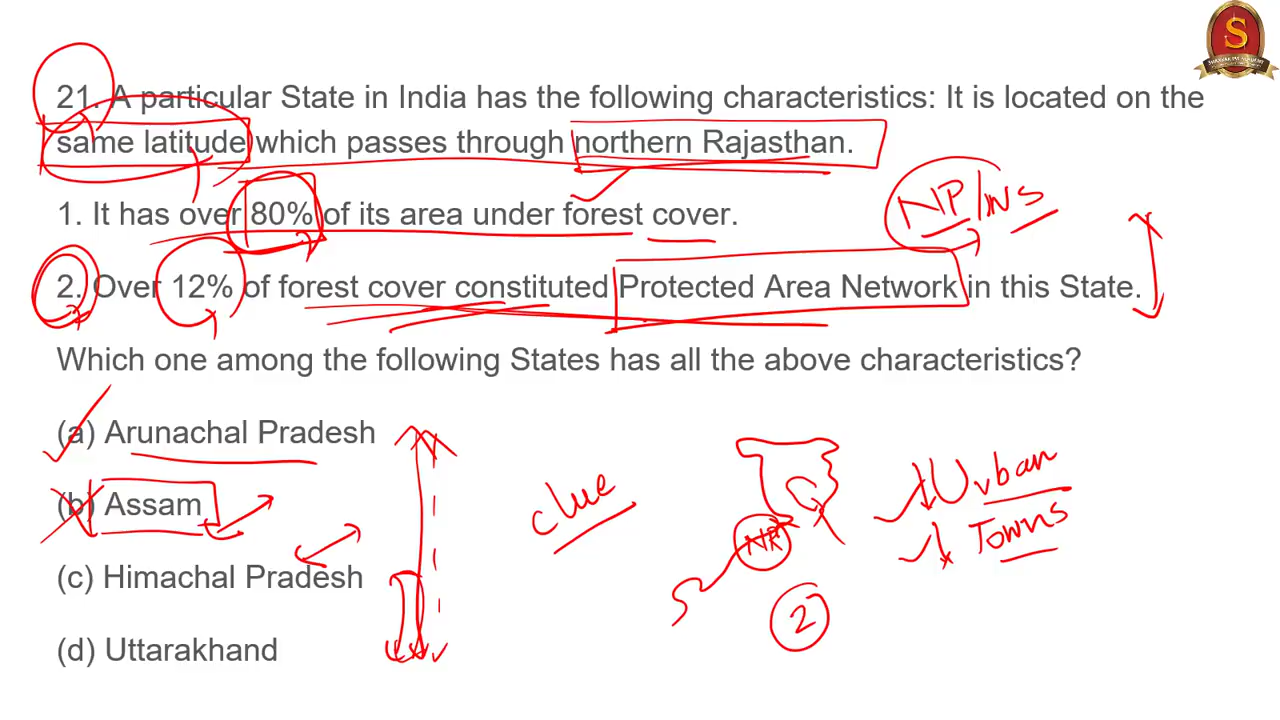 21. A particular State in India has the following characteristics: It is located on the
same latitude which passes through northern Rajasthan.
NP/WS
1. It has over 80% of its area under forest cover.
2. Over 12% of forest cover constituted Protected Area Network in this State.
Which one among the following States has all the above characteristics?
(a) Arunachal Pradesh
(b) Assam
(c) Himachal Pradesh
(d) Uttarakhand
clue
NR
2
Urban
Towns
S